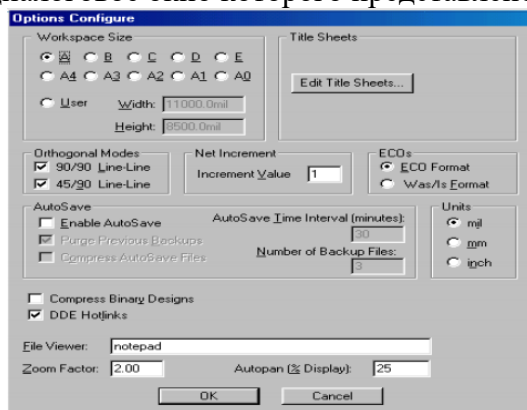 диалоговое окно которого представлено
Options Configure
Workspace Size
A B C D E
A4 A3 A2 A1 A0
User Width: 11000.0mil
Height: 8500.0mil
Title Sheets
Edit Title Sheets...
Orthogonal Modes
90/90 Line-Line
45/90 Line-Line
Net Increment
Increment Value 1
ECOs
ECO Format
Was/Is Format
AutoSave
Enable AutoSave
Purge Previous Backups
Compress AutoSave Files
AutoSave Time Interval (minutes):
30
Number of Backup Files:
3
Units
mil
mm
inch
Compress Binary Designs
DDE Hotlinks
File Viewer: notepad
Zoom Factor: 2.00 Autopan (% Display): 25
OK Cancel